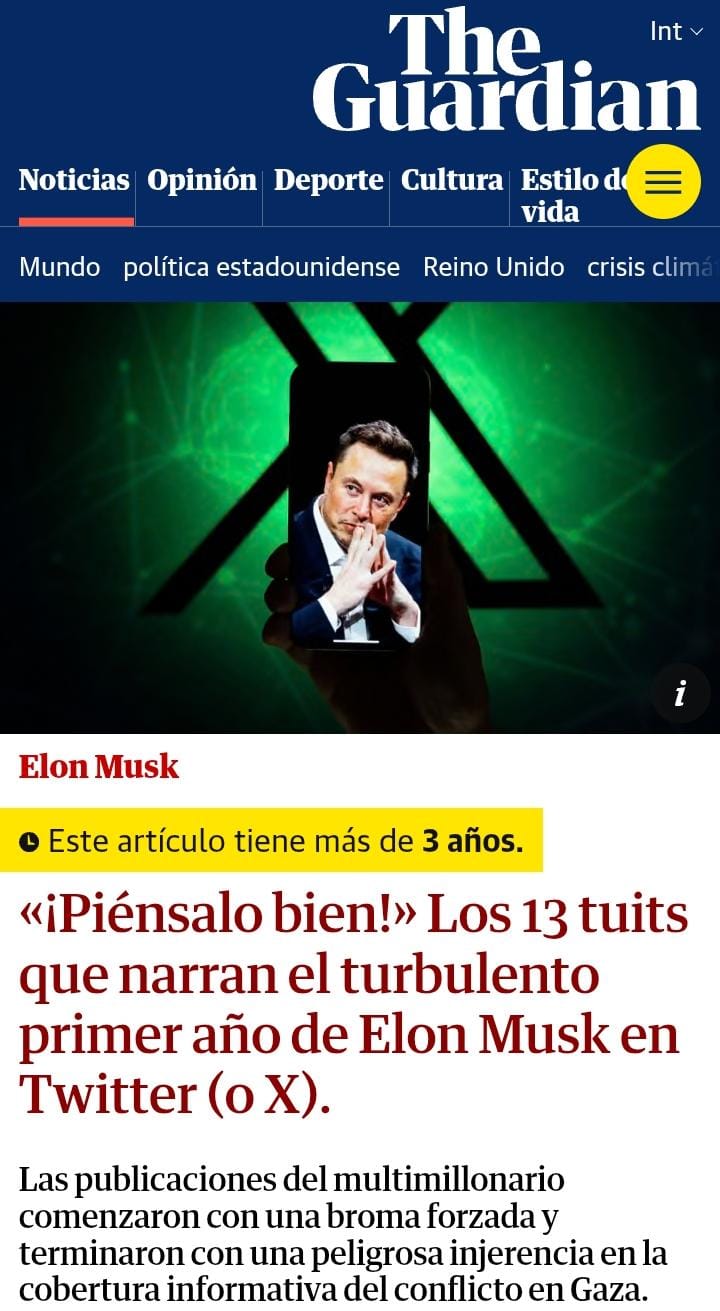 The
Guardian
Int
Noticias Opinión Deporte Cultura Estilo de
vida
Mundo política estadounidense Reino Unido crisis climá
i
Elon Musk
Este artículo tiene más de 3 años.
«¡Piénsalo bien!» Los 13 tuits
que narran el turbulento
primer año de Elon Musk en
Twitter (o X).
Las publicaciones del multimillonario
comenzaron con una broma forzada y
terminaron con una peligrosa injerencia en la
cobertura informativa del conflicto en Gaza.